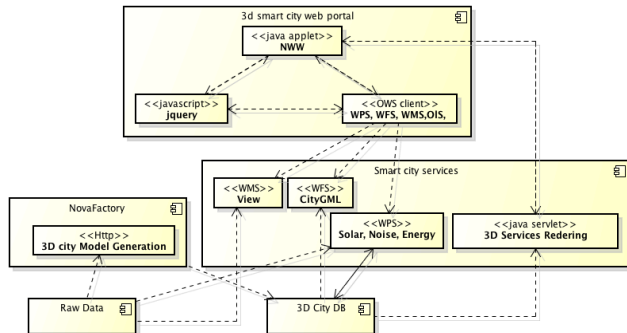 3d smart city web portal
<<java applet>>
NWW
<<javascript>>
jquery
<<OWS client>>
WPS, WFS, WMS,OIS,
Smart city services
<<WMS>>
View
<<WFS>>
CityGML
<<WPS>>
Solar, Noise, Energy
<<java servlet>>
3D Services Redering
NovaFactory
<<Http>>
3D city Model Generation
Raw Data
3D City DB